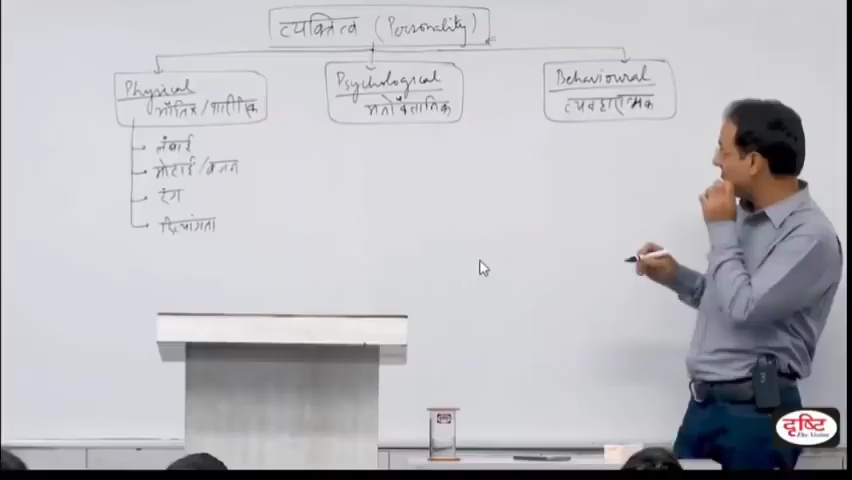 व्यक्तित्व (Personality)
Physical
भौतिक/शारीरिक
Psychological
मनोवैज्ञानिक
Behavioural
व्यवहारात्मक
लंबाई
मोटाई/वजन
रंग
दिव्यांगता
दृष्टि
The Vision